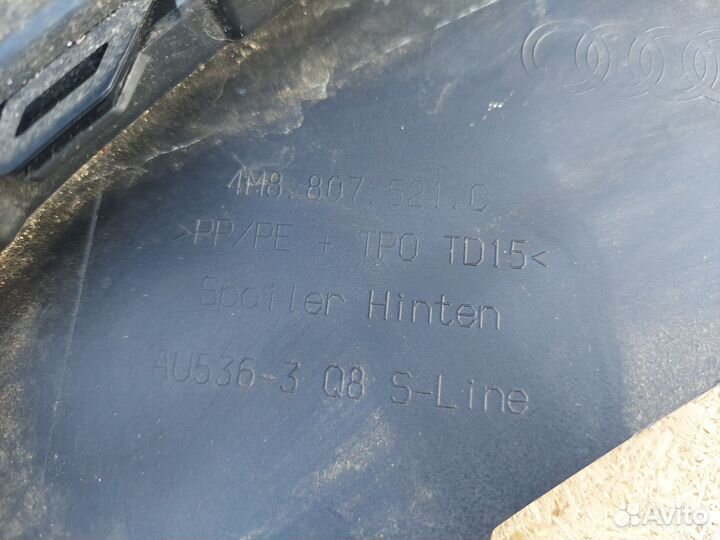 4M8.807.521.C
>PP/PE + TPO TD15<
Spoiler Hinten
AU536-3 Q8 S-Line
Avito